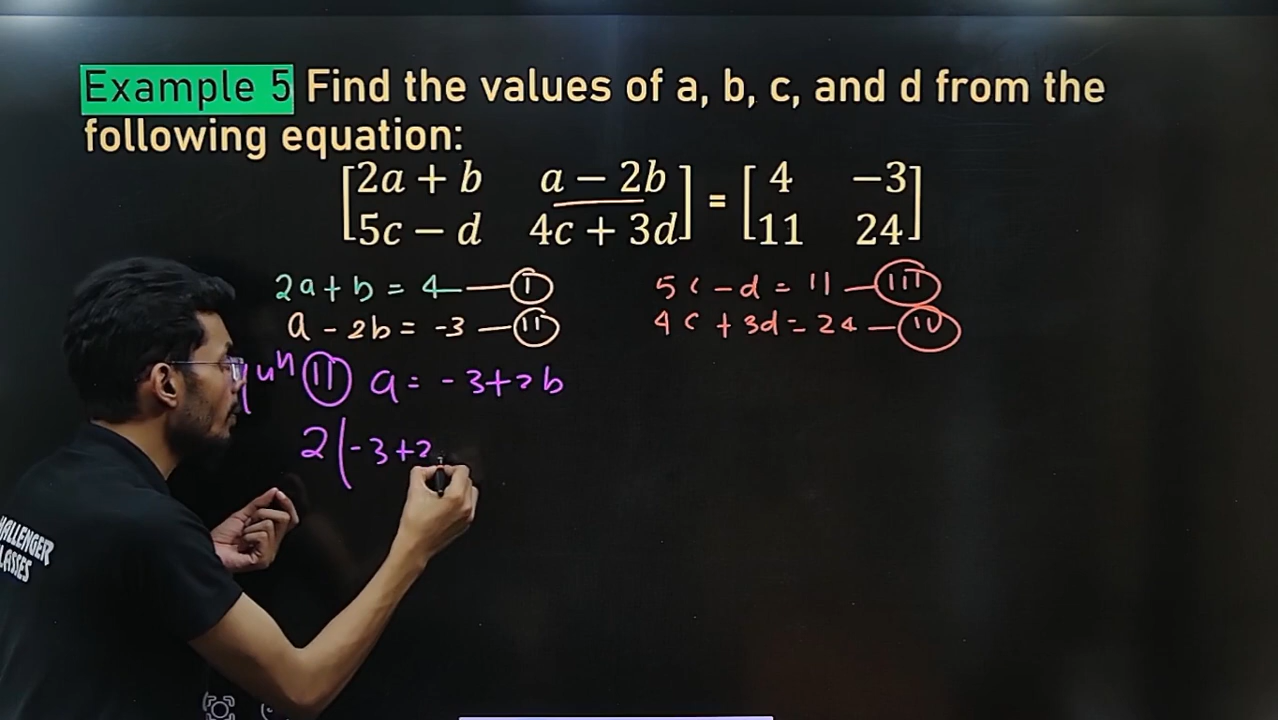 Example 5 Find the values of a, b, c, and d from the
following equation:
[2a + b a − 2b] = [4 −3]
[5c − d 4c + 3d] [11 24]
2a + b = 4 — (I)
5c - d = 11 — (III)
a - 2b = -3 — (II)
4c + 3d = 24 — (IV)
(II) a = -3+2b
2(-3+2
HALLENGER
LASSES